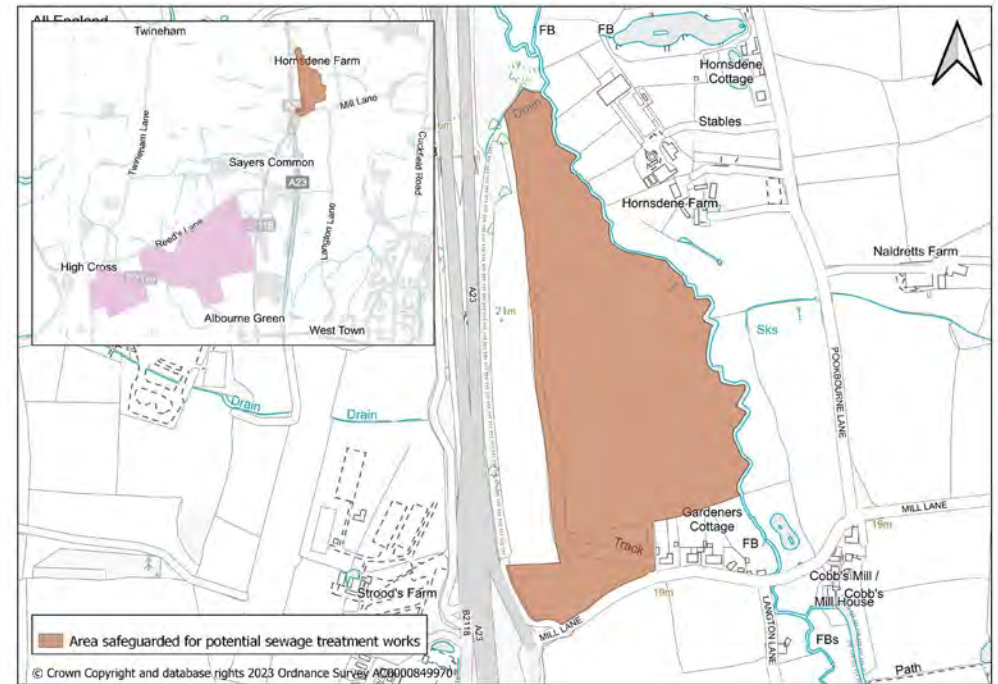 All England
Twineham
Hornsdene Farm
Mill Lane
Twineham Lane
Cuckfield Road
Sayers Common
A23
Langton Lane
Reed's Lane
High Cross
Albourne Green
West Town
FB
FB
Hornsdene
Cottage
Drain
Stables
Hornsdene Farm
Naldretts Farm
A23
21m
Sks
POOKBOURNE LANE
Drain
Drain
Gardeners
Cottage
FB
MILL LANE
19m
Track
Cobb's Mill /
Cobb's
Mill House
Strood's Farm
19m
MILL LANE
LANGTON LANE
B2118
A23
FBs
Path
Area safeguarded for potential sewage treatment works
© Crown Copyright and database rights 2023 Ordnance Survey AC0000849970